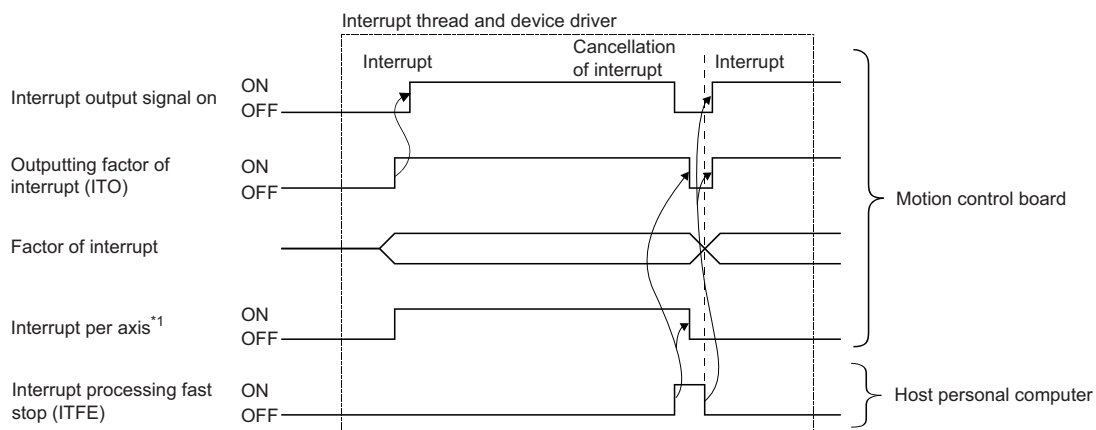 Interrupt thread and device driver
Interrupt
Cancellation
of interrupt
Interrupt
Interrupt output signal on
ON
OFF
Outputting factor of
interrupt (ITO)
ON
OFF
Factor of interrupt
Interrupt per axis*1
ON
OFF
Interrupt processing fast
stop (ITFE)
ON
OFF
Motion control board
Host personal computer